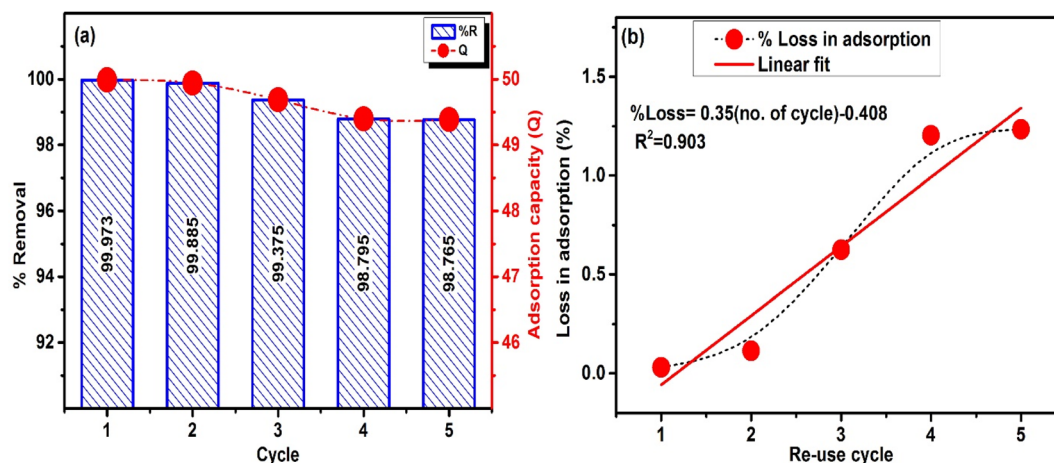 (a)
%R
Q
% Removal
100
98
96
94
92
99.973
99.885
99.375
98.795
98.765
1 2 3 4 5
Cycle
50
49
48
47
46
45
Adsorption capacity (Q)
(b)
% Loss in adsorption
Linear fit
%Loss= 0.35(no. of cycle)-0.408
R²=0.903
Loss in adsorption (%)
1.5
1.0
0.5
0.0
1 2 3 4 5
Re-use cycle